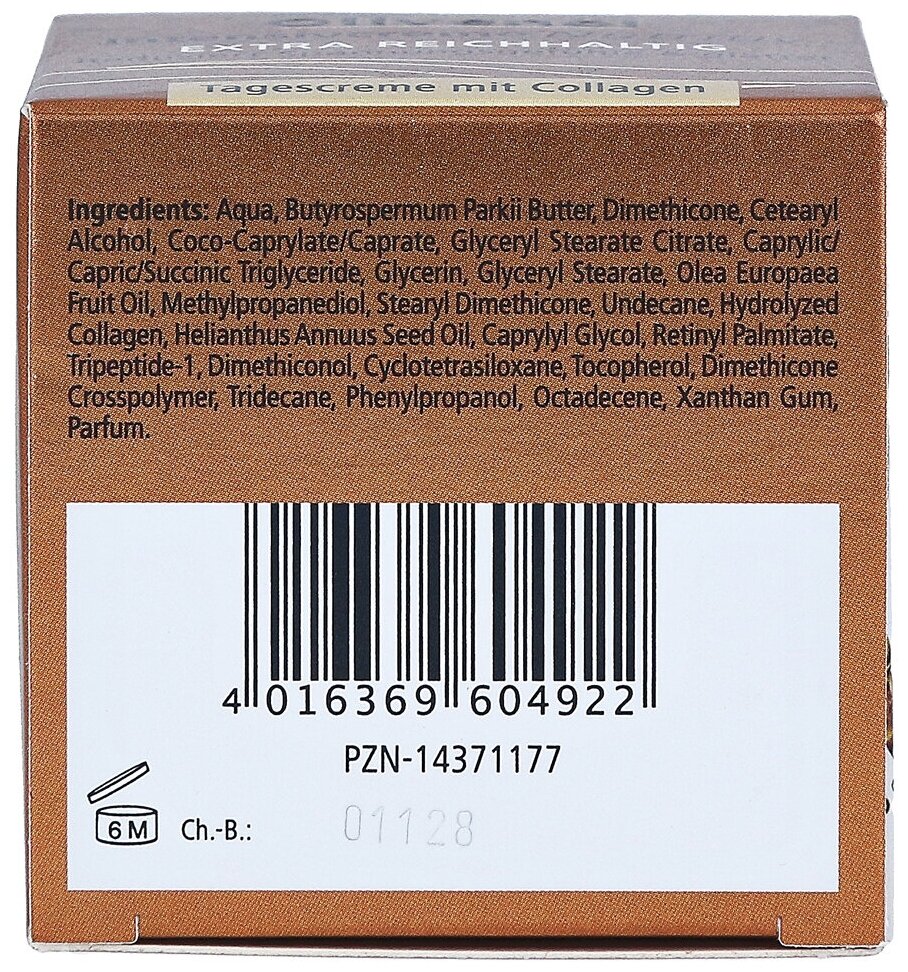 EXTRA REICHHALTIG
Tagescreme mit Collagen
Ingredients: Aqua, Butyrospermum Parkii Butter, Dimethicone, Cetearyl
Alcohol, Coco-Caprylate/Caprate, Glyceryl Stearate Citrate, Caprylic/
Capric/Succinic Triglyceride, Glycerin, Glyceryl Stearate, Olea Europaea
Fruit Oil, Methylpropanediol, Stearyl Dimethicone, Undecane, Hydrolyzed
Collagen, Helianthus Annuus Seed Oil, Caprylyl Glycol, Retinyl Palmitate,
Tripeptide-1, Dimethiconol, Cyclotetrasiloxane, Tocopherol, Dimethicone
Crosspolymer, Tridecane, Phenylpropanol, Octadecene, Xanthan Gum,
Parfum.
4 016369 604922
PZN-14371177
6 M Ch.-B.: 01128